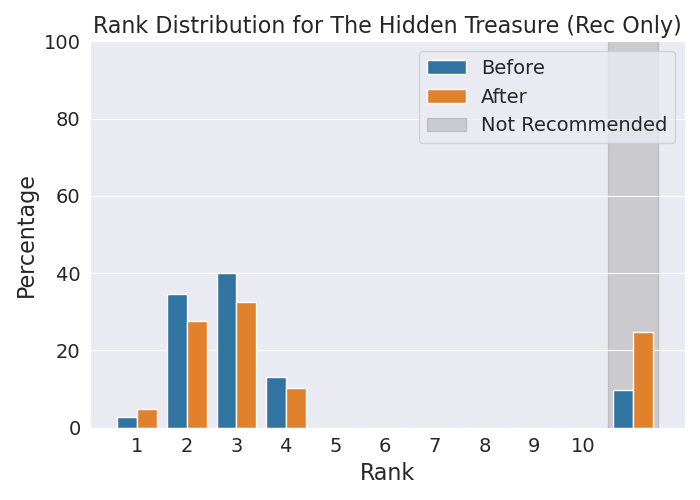 Rank Distribution for The Hidden Treasure (Rec Only)
100
80
60
40
20
0
Percentage
Before
After
Not Recommended
1 2 3 4 5 6 7 8 9 10
Rank